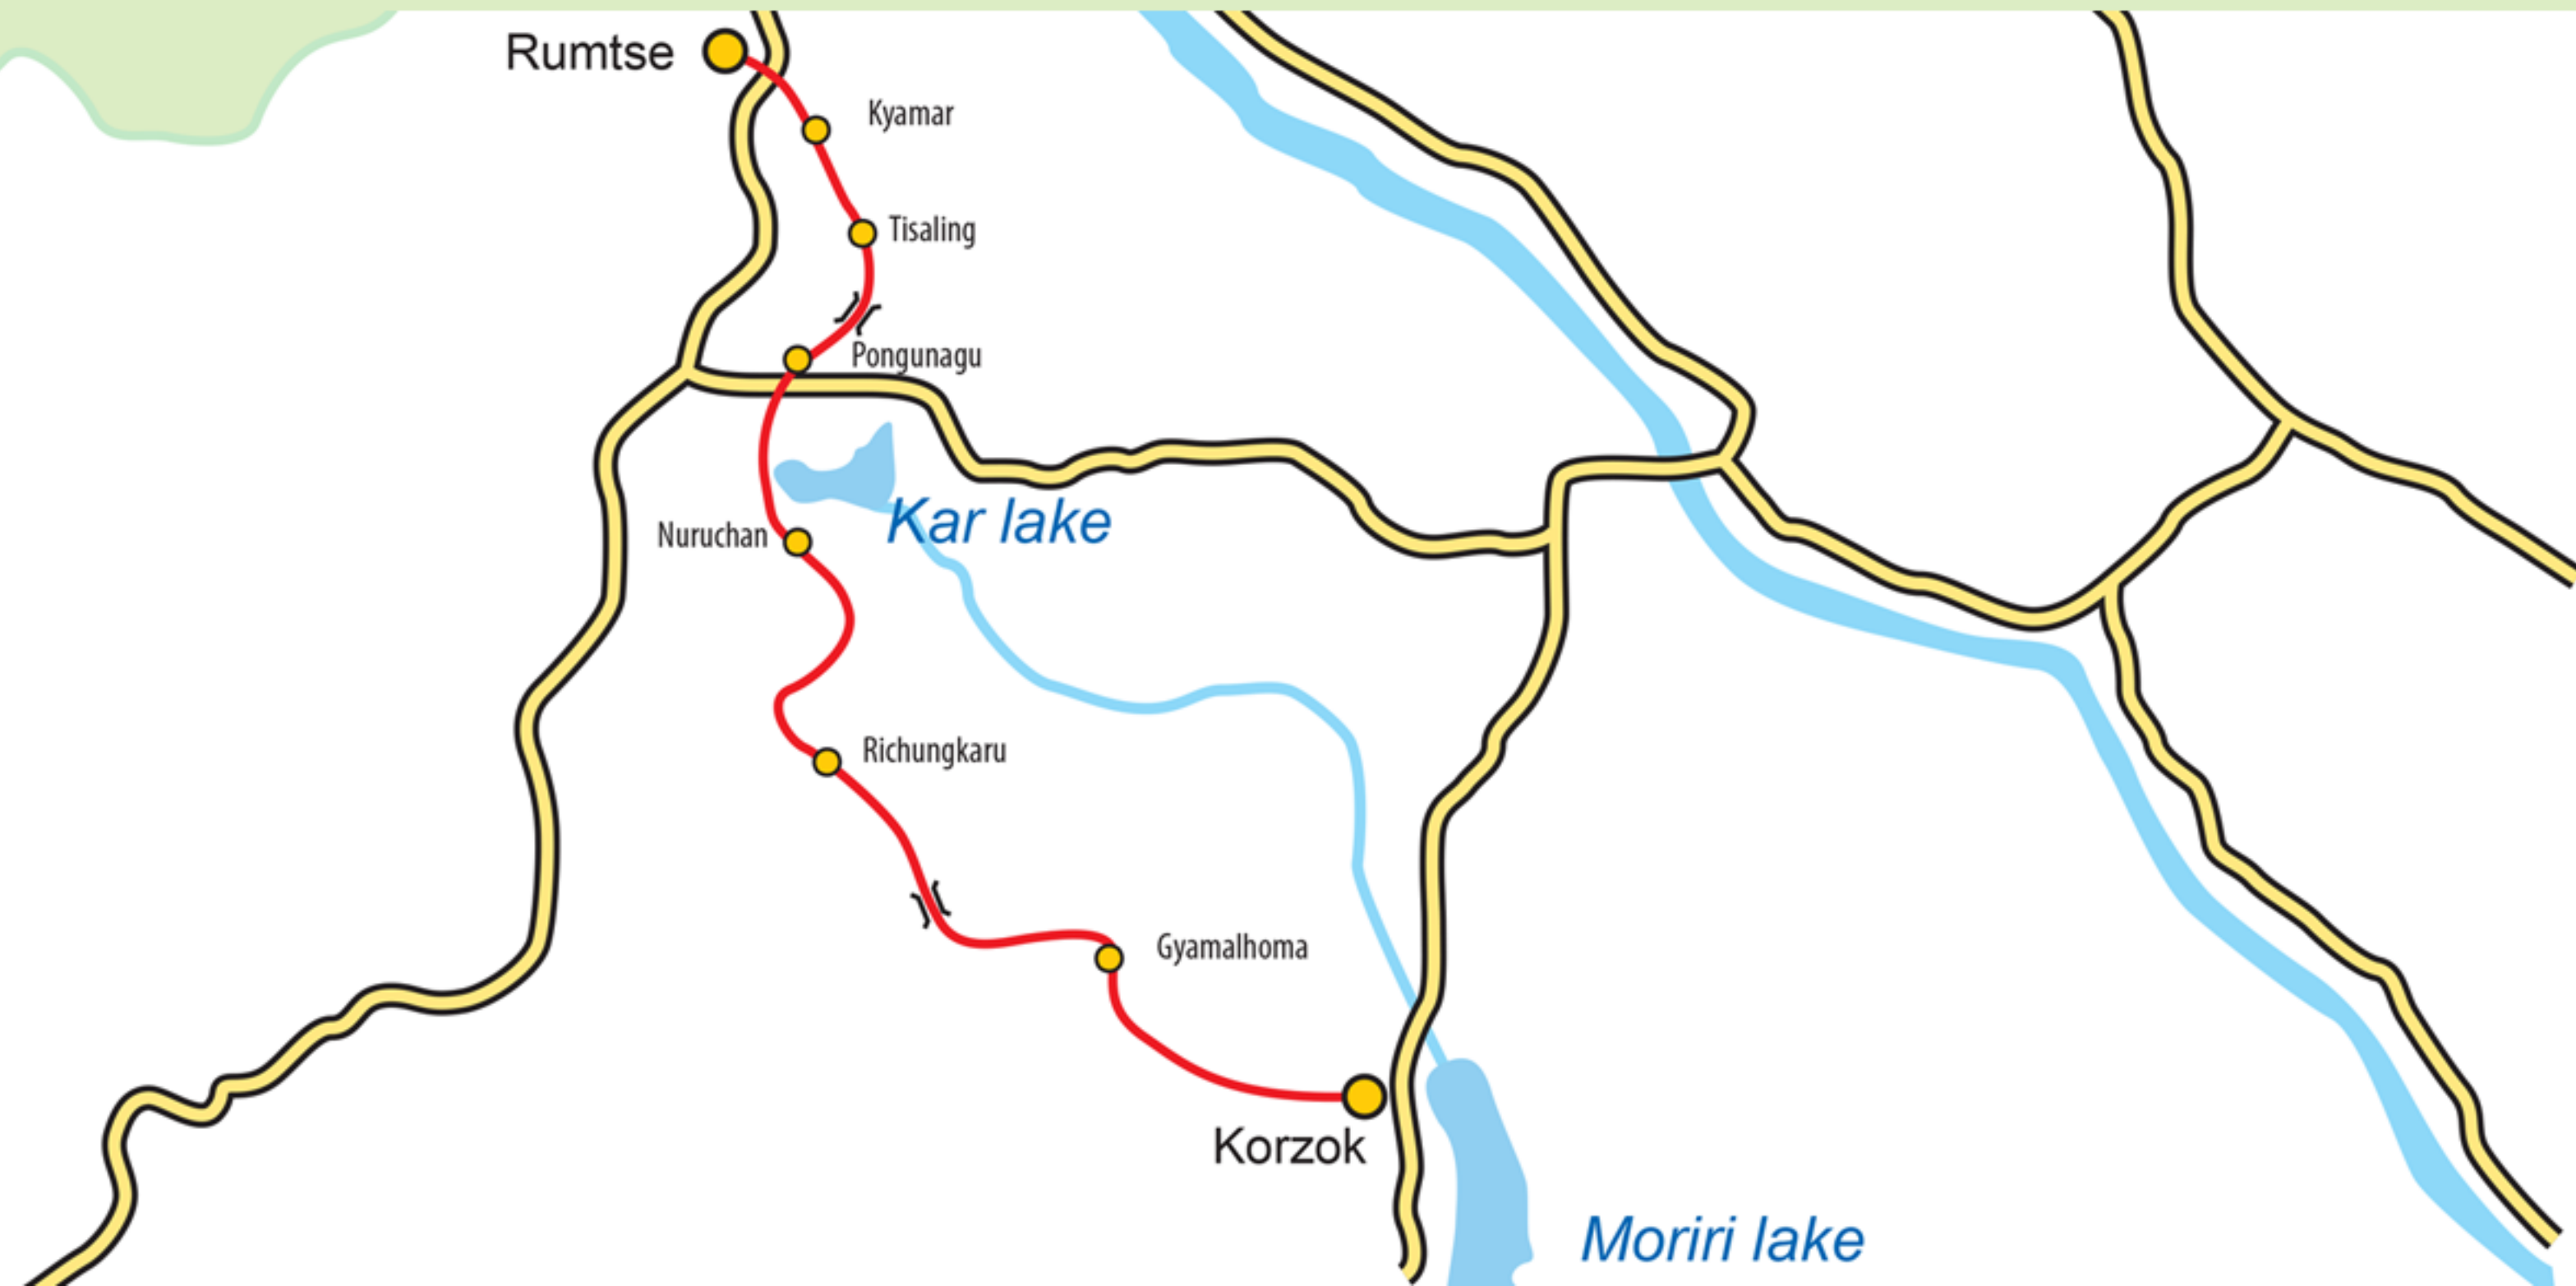 Rumtse
Kyamar
Tisaling
Pongunagu
Kar lake
Nuruchan
Richungkaru
Gyamalhoma
Korzok
Moriri lake